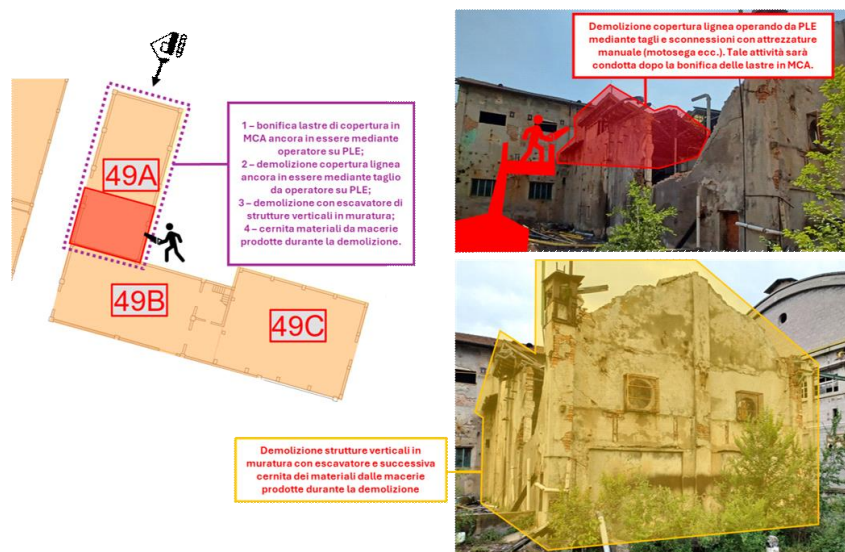 49A
49B
49C
1 – bonifica lastre di copertura in
MCA ancora in essere mediante
operatore su PLE;
2 – demolizione copertura lignea
ancora in essere mediante taglio
da operatore su PLE;
3 – demolizione con escavatore di
strutture verticali in muratura;
4 – cernita materiali da macerie
prodotte durante la demolizione.
Demolizione copertura lignea operando da PLE
mediante tagli e sconnessioni con attrezzature
manuale (motosega ecc.). Tale attività sarà
condotta dopo la bonifica delle lastre in MCA.
Demolizione strutture verticali in
muratura con escavatore e successiva
cernita dei materiali dalle macerie
prodotte durante la demolizione